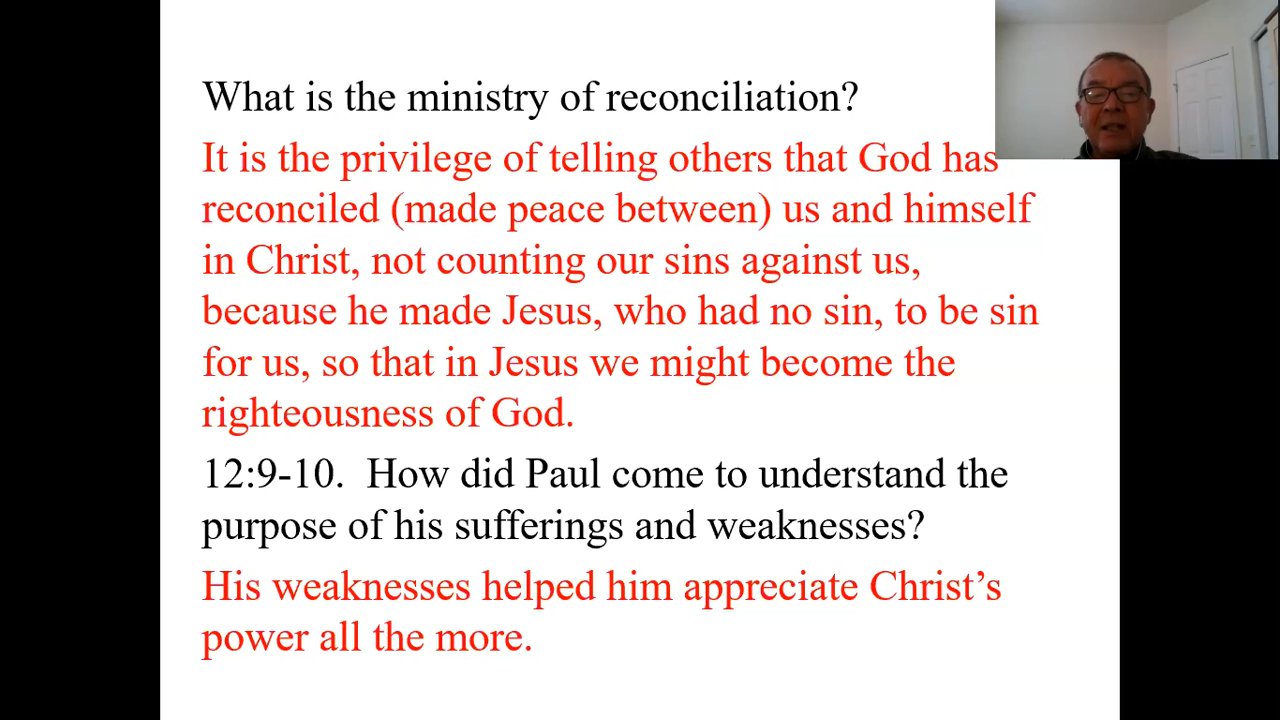 What is the ministry of reconciliation?
It is the privilege of telling others that God has
reconciled (made peace between) us and himself
in Christ, not counting our sins against us,
because he made Jesus, who had no sin, to be sin
for us, so that in Jesus we might become the
righteousness of God.
12:9-10.  How did Paul come to understand the
purpose of his sufferings and weaknesses?
His weaknesses helped him appreciate Christ’s
power all the more.